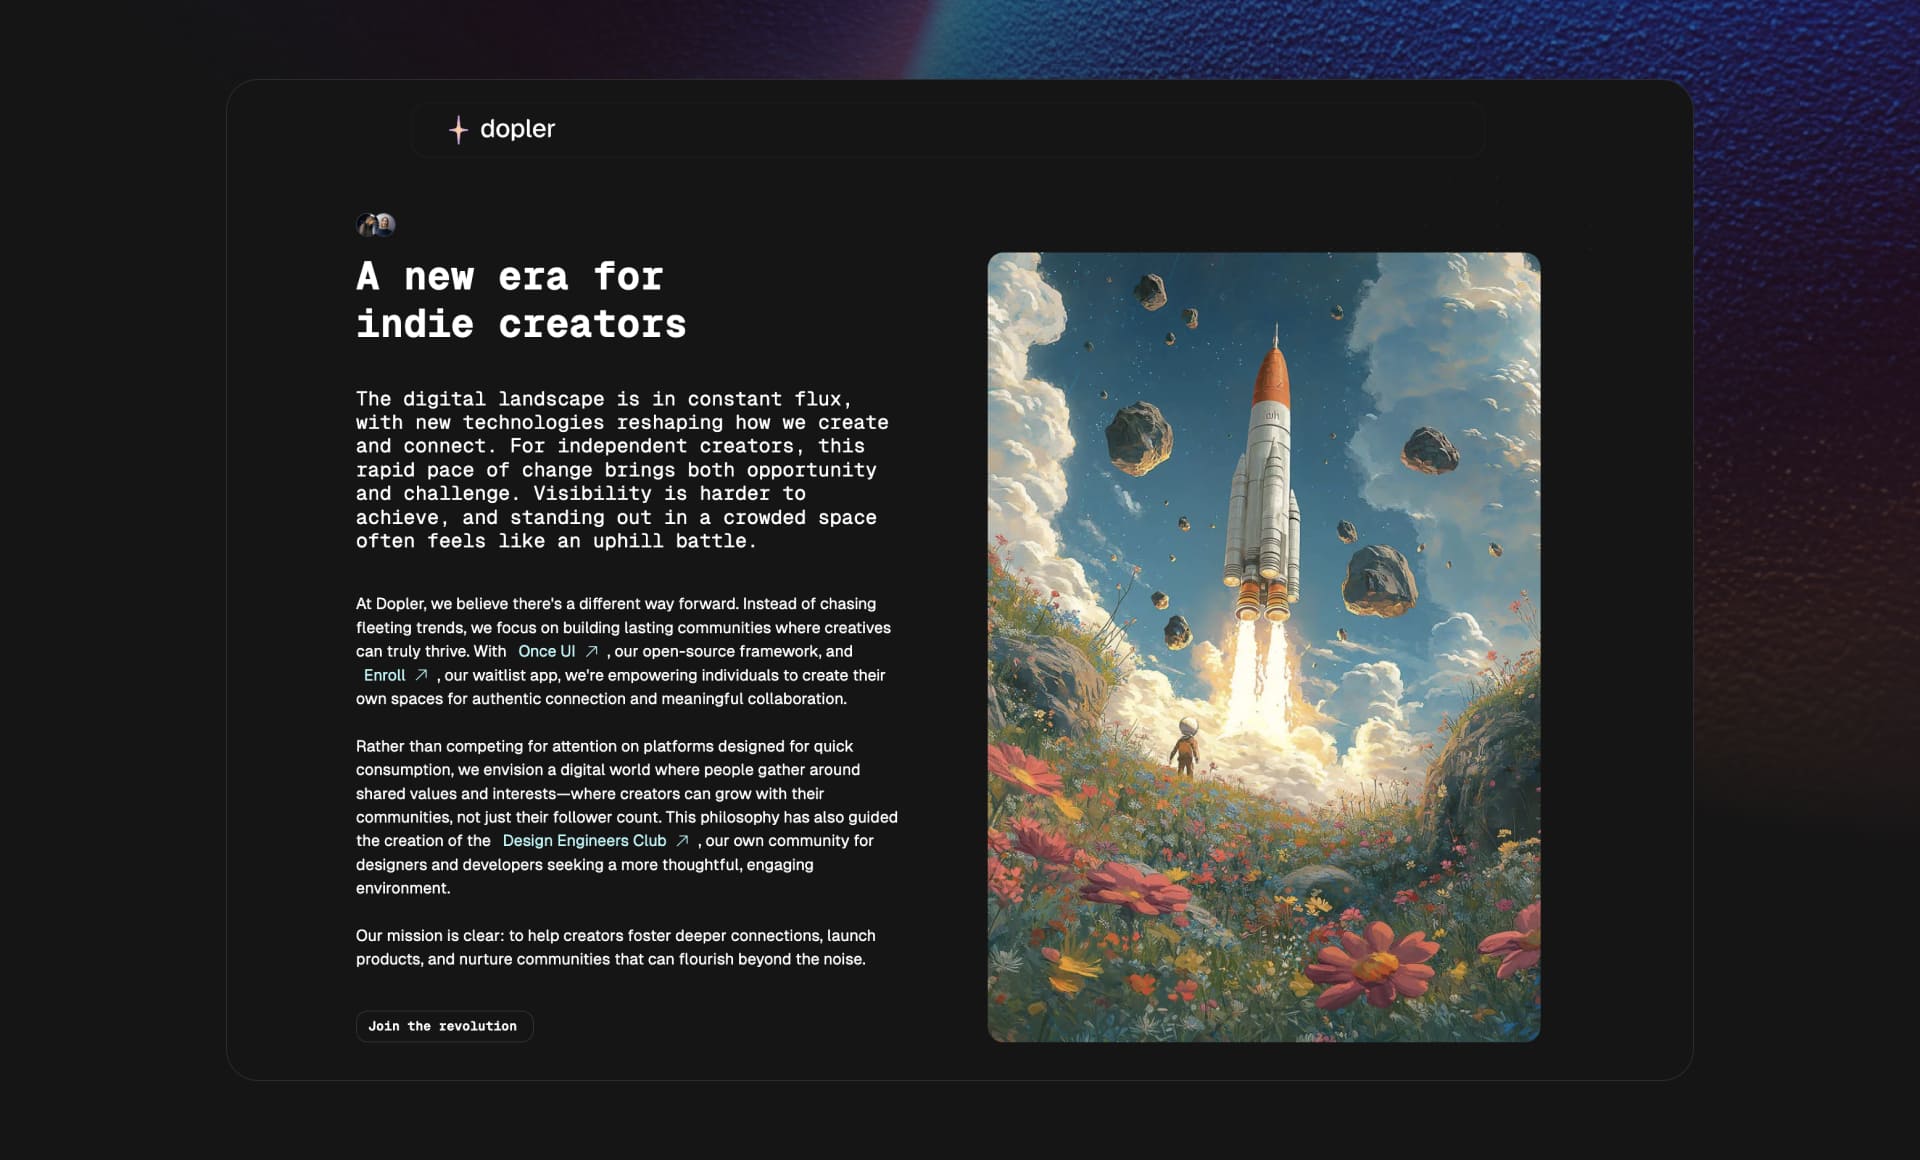 dopler
A new era for
indie creators
The digital landscape is in constant flux,
with new technologies reshaping how we create
and connect. For independent creators, this
rapid pace of change brings both opportunity
and challenge. Visibility is harder to
achieve, and standing out in a crowded space
often feels like an uphill battle.
At Dopler, we believe there's a different way forward. Instead of chasing
fleeting trends, we focus on building lasting communities where creatives
can truly thrive. With Once UI ↗ , our open-source framework, and
Enroll ↗ , our waitlist app, we're empowering individuals to create their
own spaces for authentic connection and meaningful collaboration.
Rather than competing for attention on platforms designed for quick
consumption, we envision a digital world where people gather around
shared values and interests—where creators can grow with their
communities, not just their follower count. This philosophy has also guided
the creation of the Design Engineers Club ↗ , our own community for
designers and developers seeking a more thoughtful, engaging
environment.
Our mission is clear: to help creators foster deeper connections, launch
products, and nurture communities that can flourish beyond the noise.
Join the revolution